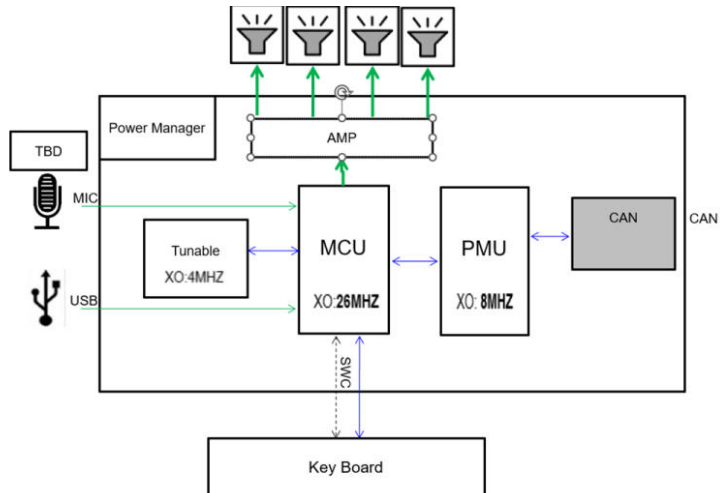 Power Manager
AMP
TBD
MIC
Tunable
XO:4MHZ
MCU
XO:26MHZ
PMU
XO: 8MHZ
CAN
CAN
USB
SWC
Key Board